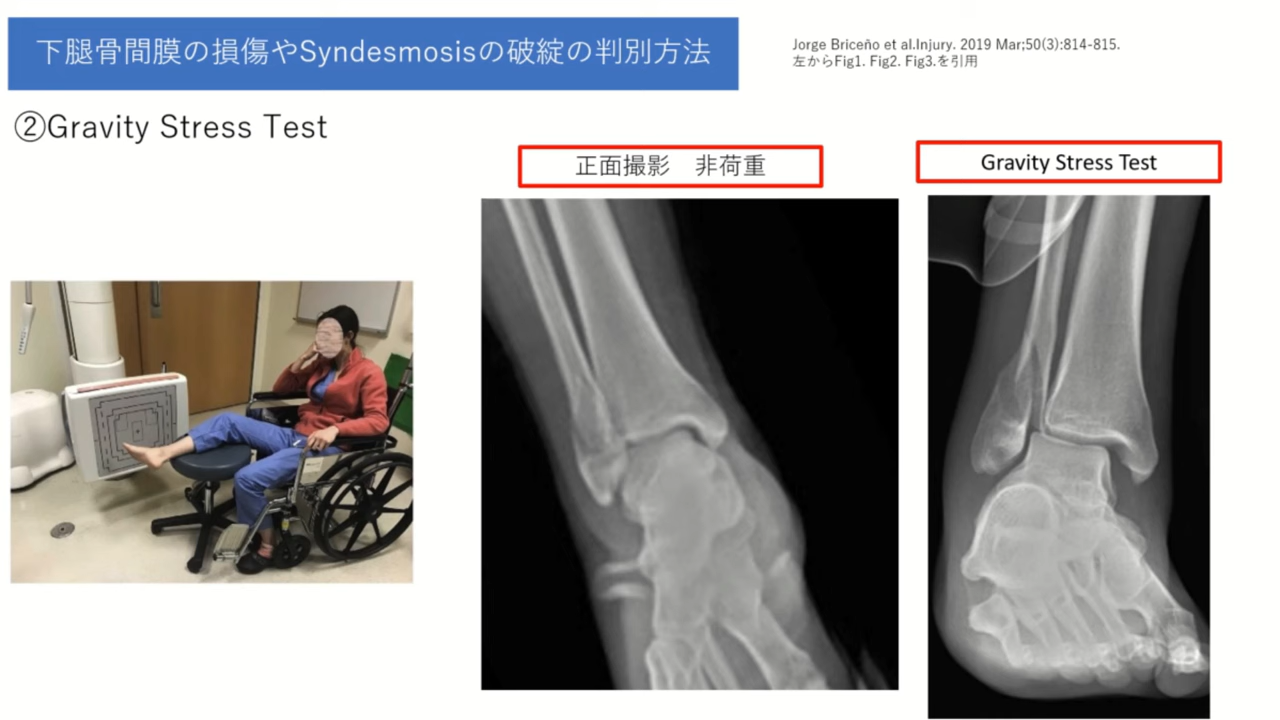 下腿骨間膜の損傷やSyndesmosisの破綻の判別方法
Jorge Briceño et al.Injury. 2019 Mar;50(3):814-815.
左からFig1. Fig2. Fig3.を引用
②Gravity Stress Test
正面撮影　非荷重
Gravity Stress Test